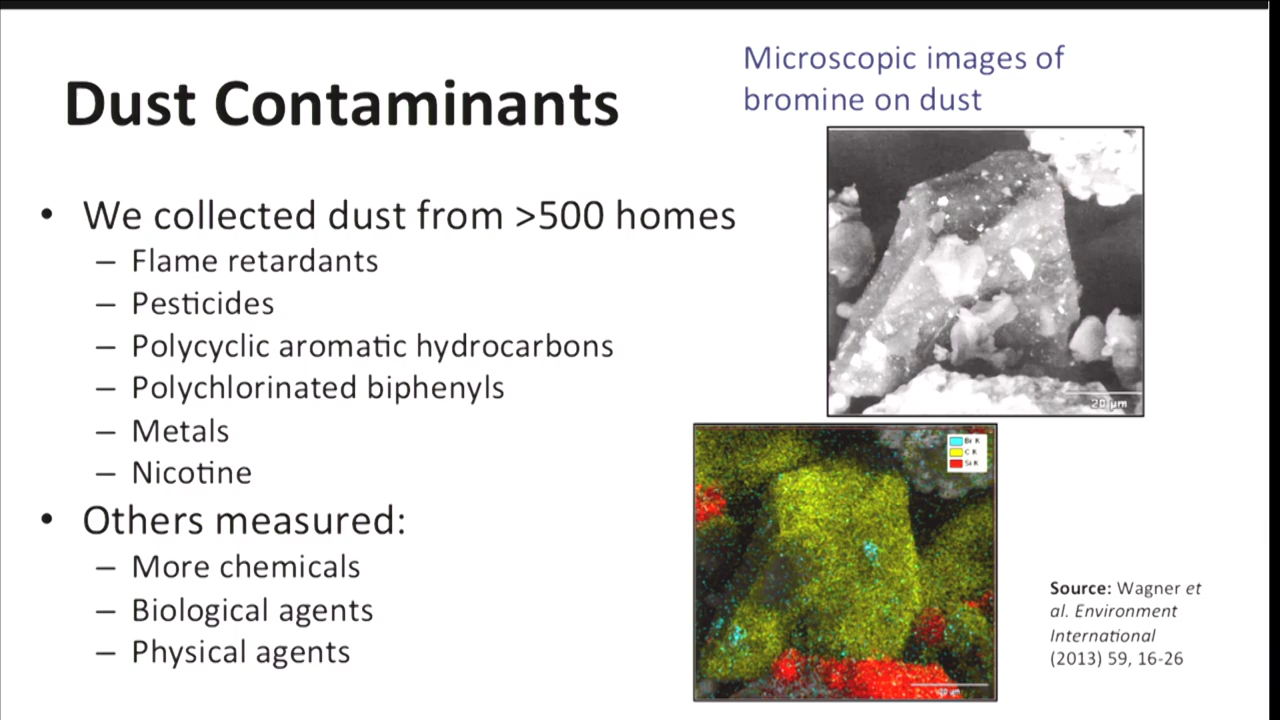 Dust Contaminants
Microscopic images of
bromine on dust
• We collected dust from >500 homes
– Flame retardants
– Pesticides
– Polycyclic aromatic hydrocarbons
– Polychlorinated biphenyls
– Metals
– Nicotine
• Others measured:
– More chemicals
– Biological agents
– Physical agents
20 µm
Br K
C K
Si K
Source: Wagner et
al. Environment
International
(2013) 59, 16-26